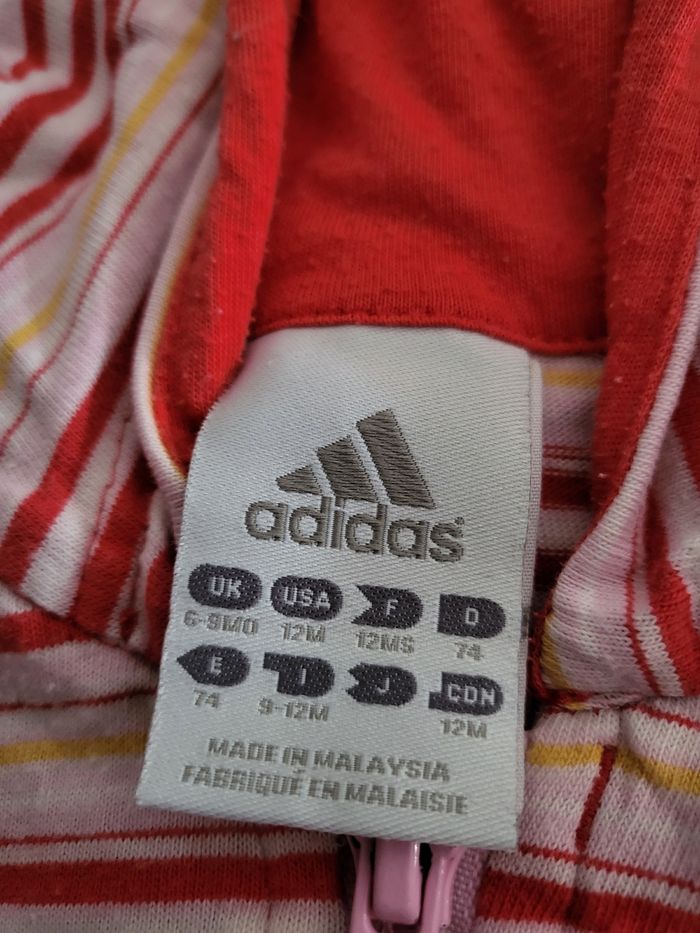 adidas
UK USA F D
6-9MO 12M 12MS 74
E I J CDN
74 9-12M 12M
MADE IN MALAYSIA
FABRIQUÉ EN MALAISIE